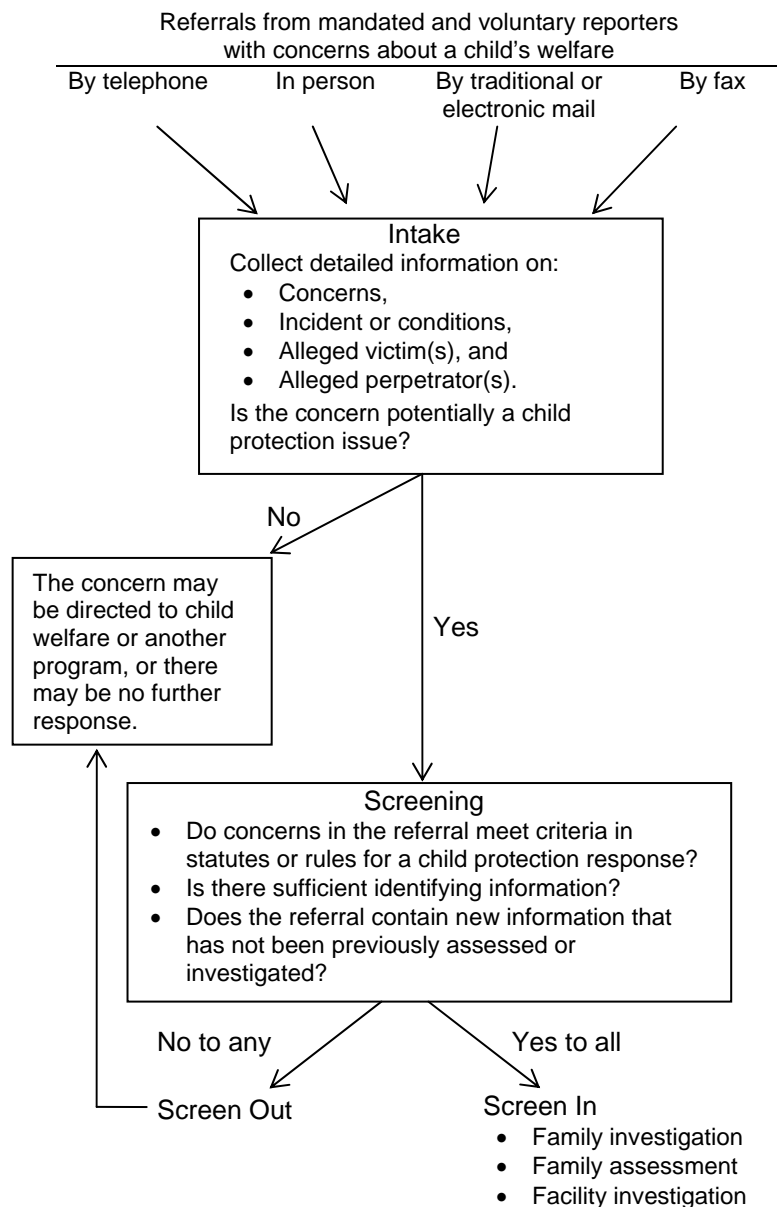 Referrals from mandated and voluntary reporters
with concerns about a child's welfare
By telephone In person By traditional or By fax
electronic mail
Intake
Collect detailed information on:
• Concerns,
• Incident or conditions,
• Alleged victim(s), and
• Alleged perpetrator(s).
Is the concern potentially a child
protection issue?
No
The concern may
be directed to child
welfare or another
program, or there
may be no further
response.
Yes
Screening
• Do concerns in the referral meet criteria in
statutes or rules for a child protection response?
• Is there sufficient identifying information?
• Does the referral contain new information that
has not been previously assessed or
investigated?
No to any
Yes to all
Screen Out
Screen In
• Family investigation
• Family assessment
• Facility investigation